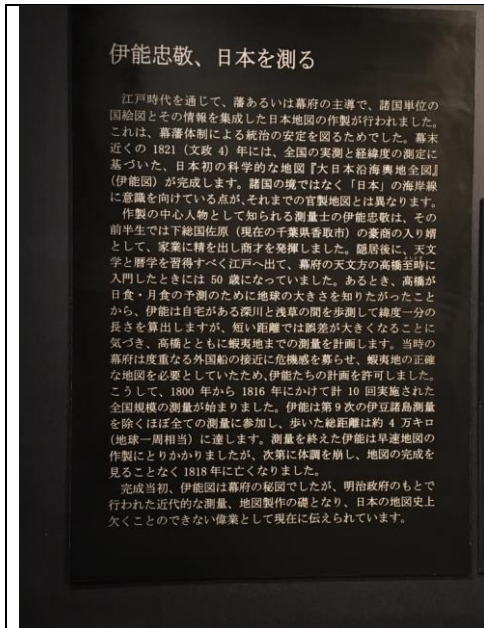 伊能忠敬、日本を測る
江戸時代を通じて、藩あるいは幕府の主導で、諸国単位の
国絵図とその情報を集成した日本地図の作製が行われました。
これは、幕藩体制による統治の安定を図るためでした。幕末
近くの 1821（文政 4）年には、全国の実測と経緯度の測定に
基づいた、日本初の科学的な地図『大日本沿海輿地全図』
（伊能図）が完成します。諸国の境ではなく「日本」の海岸線
に意識を向けている点が、それまでの官製地図とは異なります。
作製の中心人物として知られる測量士の伊能忠敬は、その
前半生では下総国佐原（現在の千葉県香取市）の豪商の入り婿
として、家業に精を出し商才を発揮しました。隠居後に、天文
学と暦学を習得すべく江戸へ出て、幕府の天文方の高橋至時に
入門したときには 50 歳になっていました。あるとき、高橋が
日食・月食の予測のために地球の大きさを知りたがったこと
から、伊能は自宅がある深川と浅草の間を歩測して緯度一分の
長さを算出しますが、短い距離では誤差が大きくなることに
気づき、高橋とともに蝦夷地までの測量を計画します。当時の
幕府は度重なる外国船の接近に危機感を募らせ、蝦夷地の正確
な地図を必要としていたため、伊能たちの計画を許可しました。
こうして、1800 年から 1816 年にかけて計 10 回実施された
全国規模の測量が始まりました。伊能は第９次の伊豆諸島測量
を除くほぼ全ての測量に参加し、歩いた総距離は約 4 万キロ
（地球一周相当）に達します。測量を終えた伊能は早速地図の
作製にとりかかりましたが、次第に体調を崩し、地図の完成を
見ることなく 1818 年に亡くなりました。
完成当初、伊能図は幕府の秘図でしたが、明治政府のもとで
行われた近代的な測量、地図製作の礎となり、日本の地図史上
欠くことのできない偉業として現在に伝えられています。